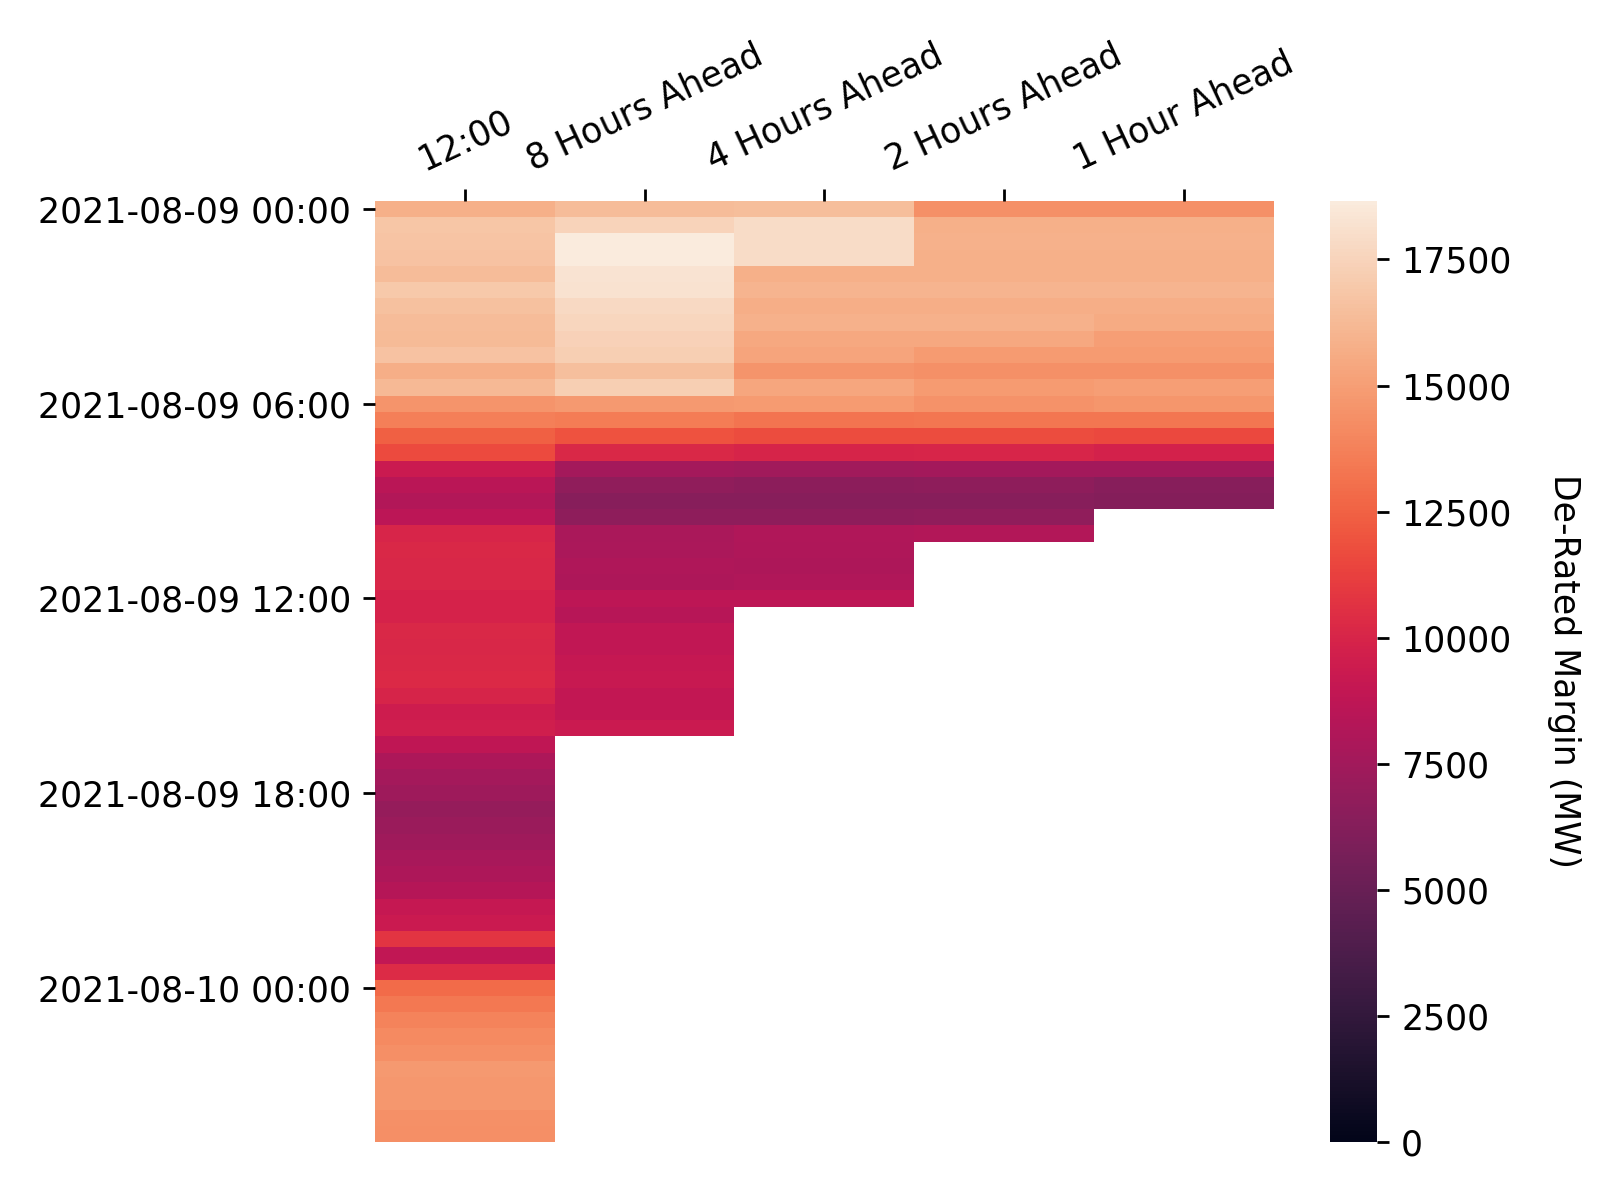 12:00
8 Hours Ahead
4 Hours Ahead
2 Hours Ahead
1 Hour Ahead
2021-08-09 00:00
2021-08-09 06:00
2021-08-09 12:00
2021-08-09 18:00
2021-08-10 00:00
17500
15000
12500
10000
7500
5000
2500
0
De-Rated Margin (MW)